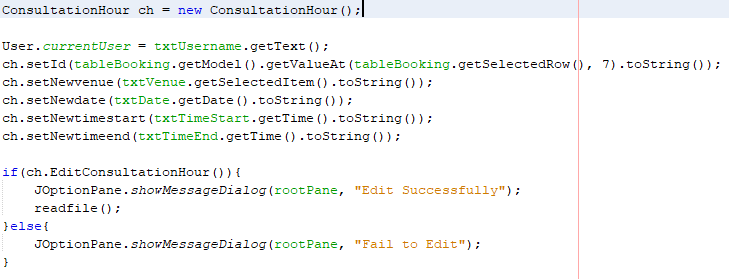 ConsultationHour ch = new ConsultationHour();
User.currentUser = txtUsername.getText();
ch.setId(tableBooking.getModel().getValueAt(tableBooking.getSelectedRow(), 7).toString());
ch.setNewvenue(txtVenue.getSelectedItem().toString());
ch.setNewdate(txtDate.getDate().toString());
ch.setNewtimestart(txtTimeStart.getTime().toString());
ch.setNewtimeend(txtTimeEnd.getTime().toString());
if(ch.EditConsultationHour()){
JOptionPane.showMessageDialog(rootPane, "Edit Successfully");
readfile();
}else{
JOptionPane.showMessageDialog(rootPane, "Fail to Edit");
}